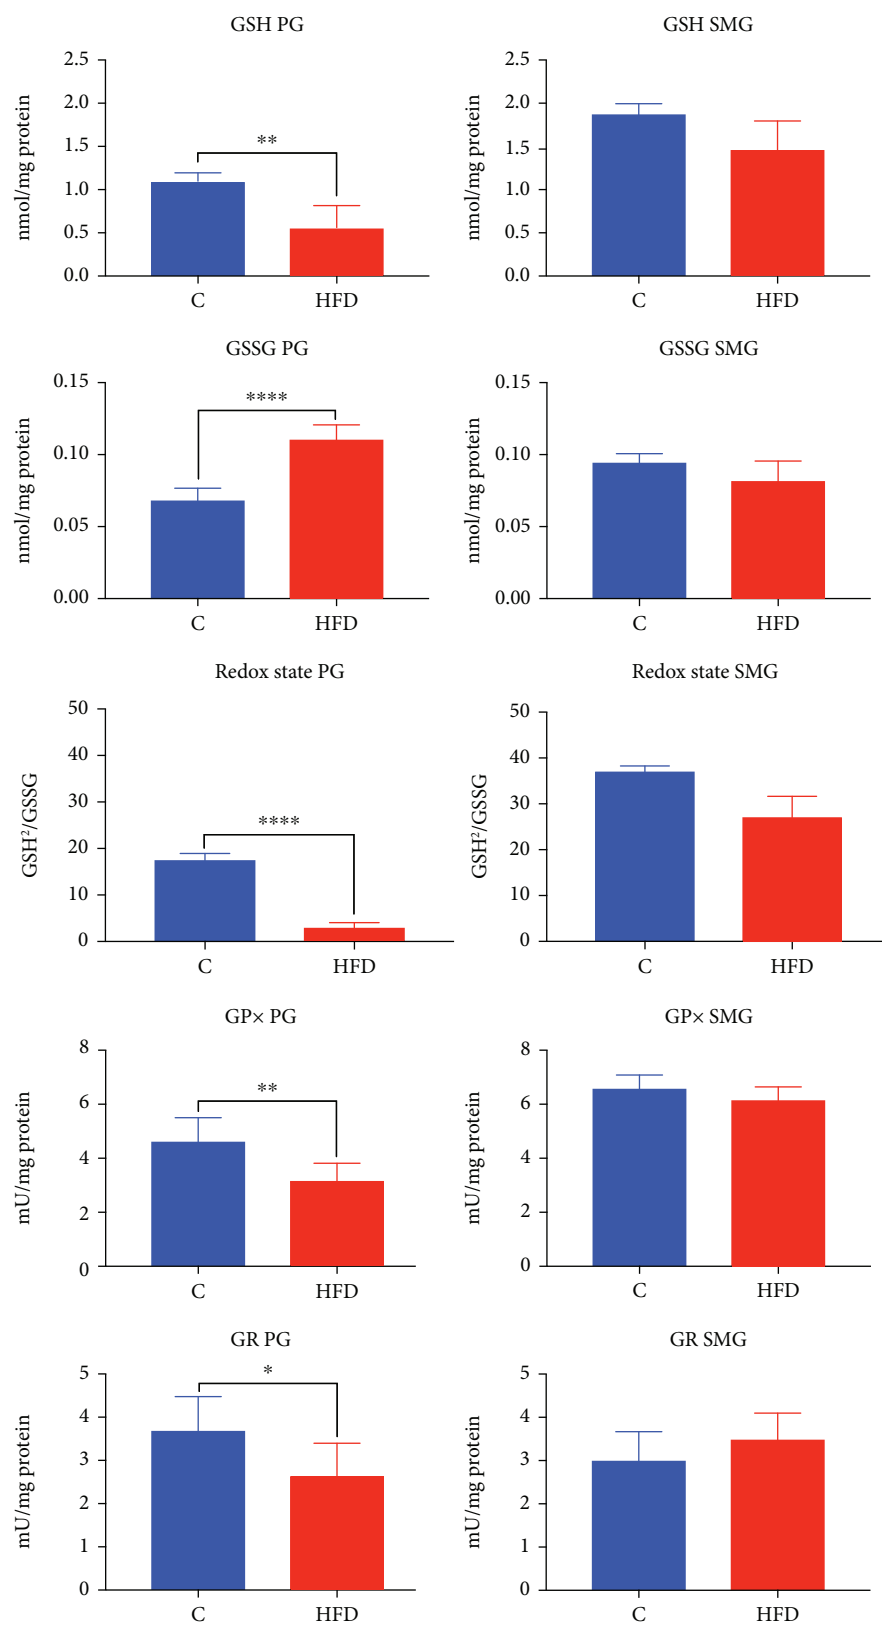 GSH PG
nmol/mg protein
2.5
2.0
1.5
1.0
0.5
0.0
**
C HFD
GSH SMG
nmol/mg protein
2.5
2.0
1.5
1.0
0.5
0.0
C HFD
GSSG PG
nmol/mg protein
0.15
0.10
0.05
0.00
****
C HFD
GSSG SMG
nmol/mg protein
0.15
0.10
0.05
0.00
C HFD
Redox state PG
GSH²/GSSG
50
40
30
20
10
0
****
C HFD
Redox state SMG
GSH²/GSSG
50
40
30
20
10
0
C HFD
GP× PG
mU/mg protein
8
6
4
2
0
**
C HFD
GP× SMG
mU/mg protein
8
6
4
2
0
C HFD
GR PG
mU/mg protein
5
4
3
2
1
0
*
C HFD
GR SMG
mU/mg protein
5
4
3
2
1
0
C HFD